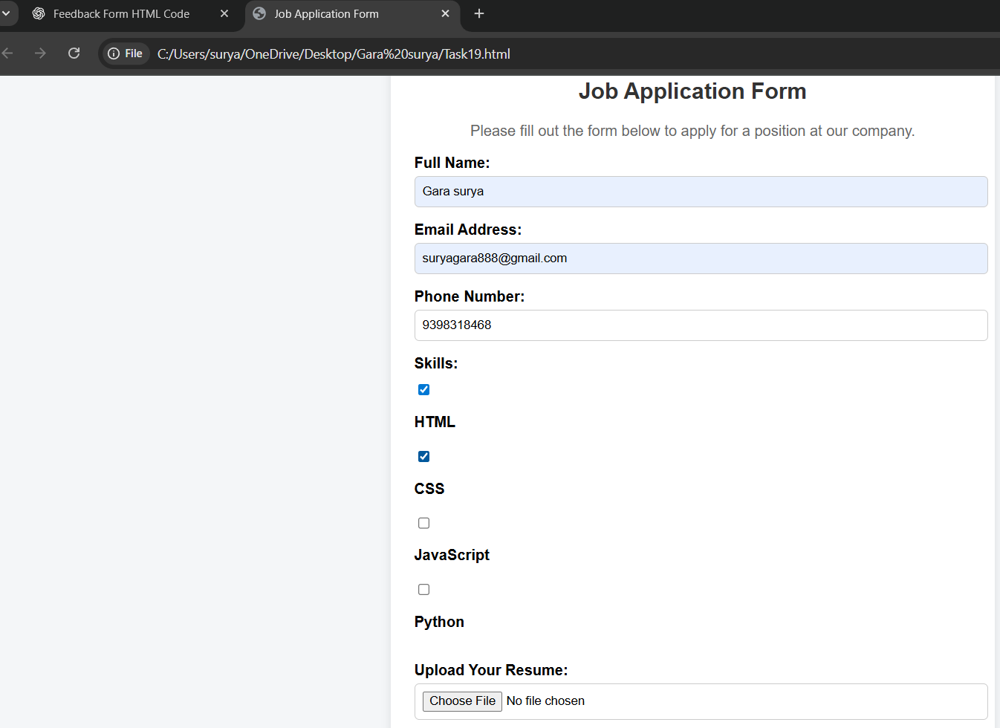 Feedback Form HTML Code
Job Application Form
File
C:/Users/surya/OneDrive/Desktop/Gara%20surya/Task19.html
Job Application Form
Please fill out the form below to apply for a position at our company.
Full Name:
Gara surya
Email Address:
suryagara888@gmail.com
Phone Number:
9398318468
Skills:
HTML
CSS
JavaScript
Python
Upload Your Resume:
Choose File No file chosen